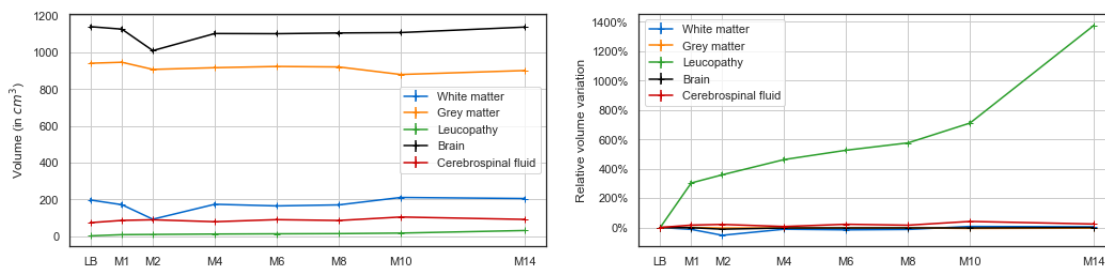 1200
1000
800
600
400
200
0
Volume (in cm³)
White matter
Grey matter
Leucopathy
Brain
Cerebrospinal fluid
LB M1 M2 M4 M6 M8 M10 M14
1400%
1200%
1000%
800%
600%
400%
200%
0%
Relative volume variation
White matter
Grey matter
Leucopathy
Brain
Cerebrospinal fluid
LB M1 M2 M4 M6 M8 M10 M14